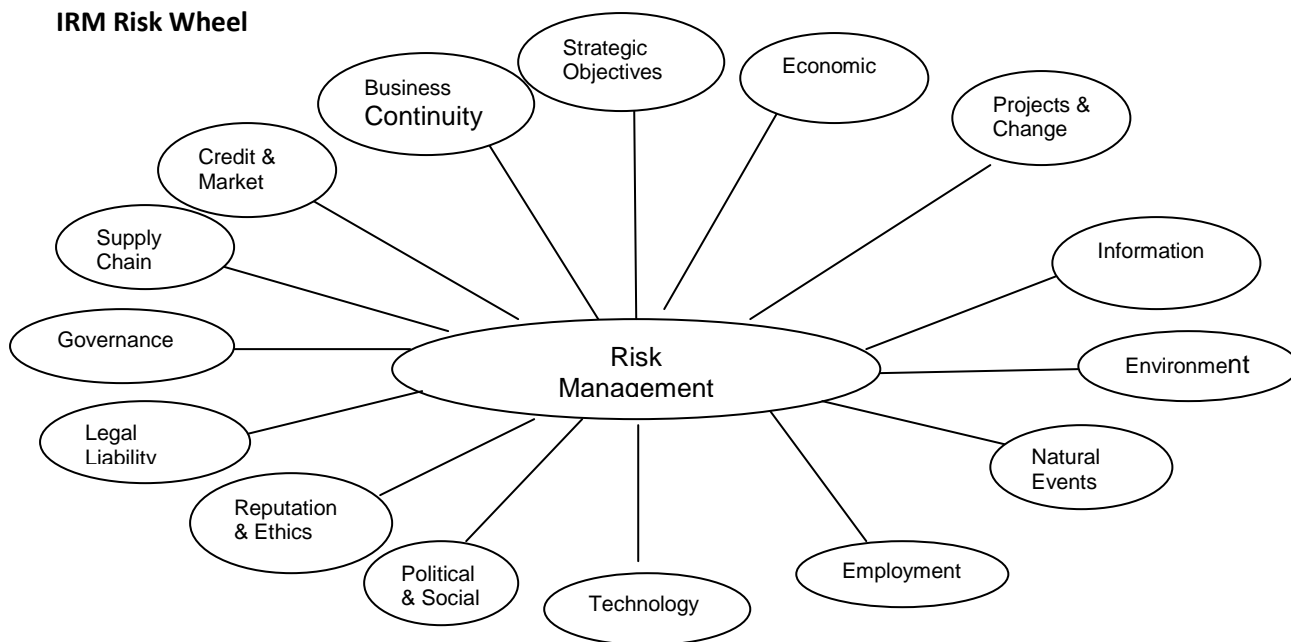 IRM Risk Wheel
Strategic
Objectives
Economic
Projects &
Change
Information
Environment
Natural
Events
Employment
Technology
Political
& Social
Reputation
& Ethics
Legal
Liability
Governance
Supply
Chain
Credit &
Market
Business
Continuity
Risk
Management